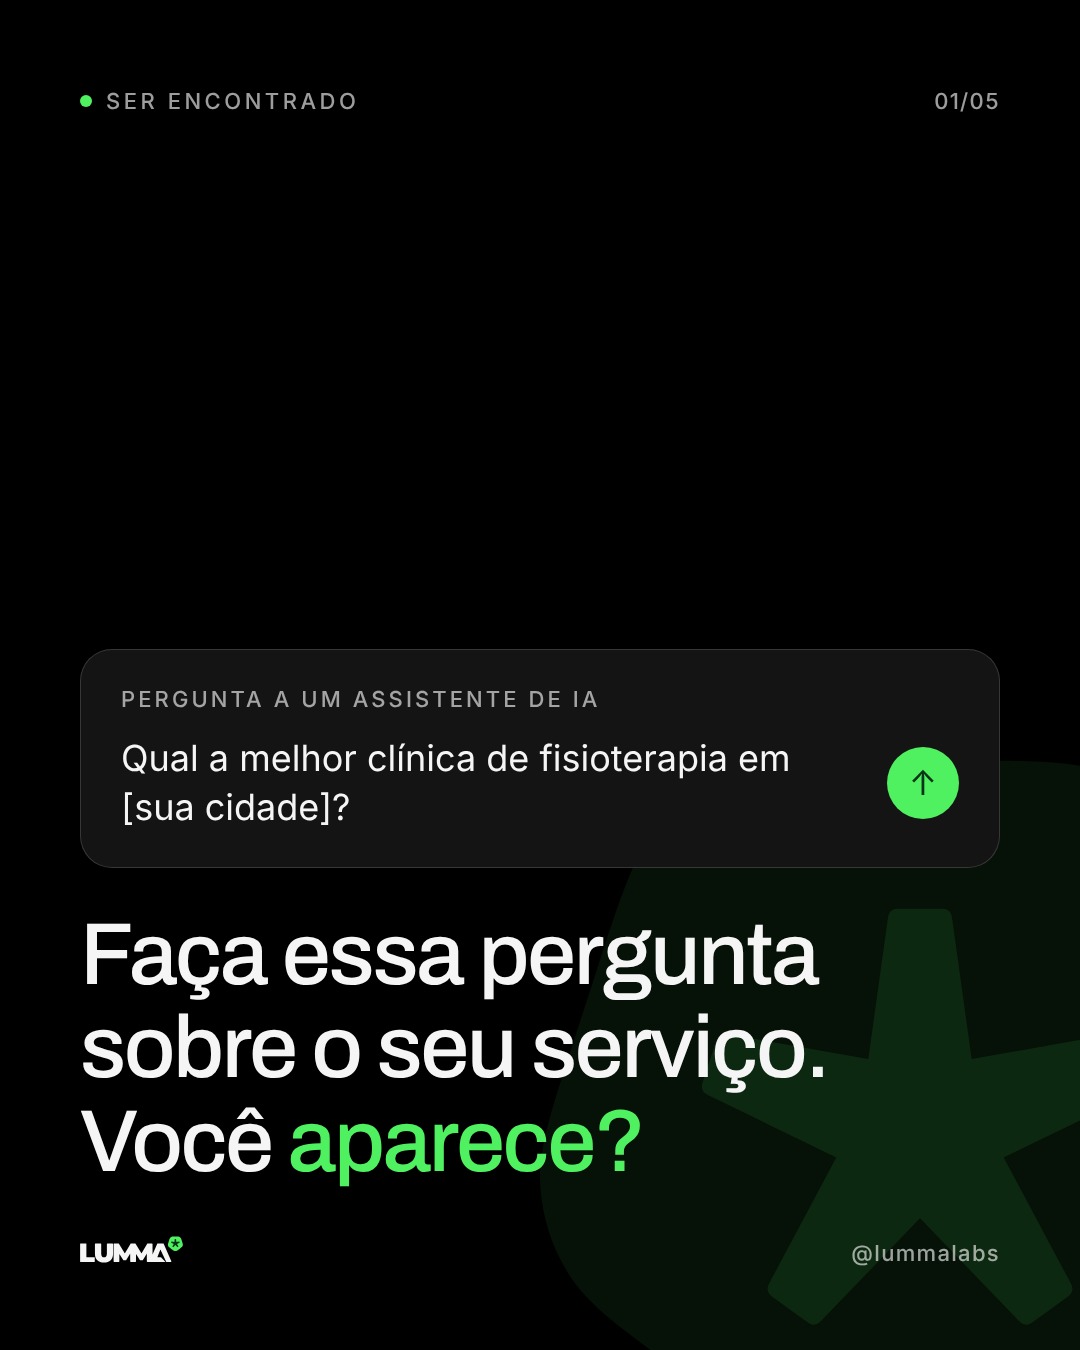 SER ENCONTRADO
01/05
PERGUNTA A UM ASSISTENTE DE IA
Qual a melhor clínica de fisioterapia em
[sua cidade]?
Faça essa pergunta
sobre o seu serviço.
Você aparece?
LUMMA
@lummalabs